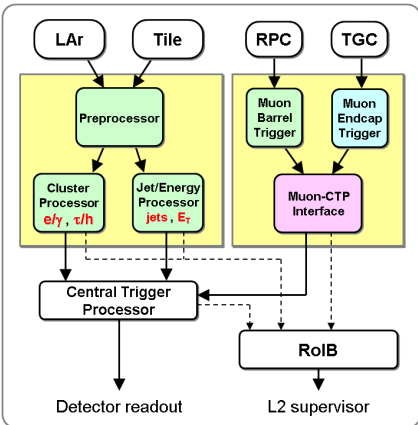 LAr
Tile
RPC
TGC
Preprocessor
Muon
Barrel
Trigger
Muon
Endcap
Trigger
Cluster
Processor
e/γ , τ/h
Jet/Energy
Processor
jets , ET
Muon-CTP
Interface
Central Trigger
Processor
RoIB
Detector readout
L2 supervisor